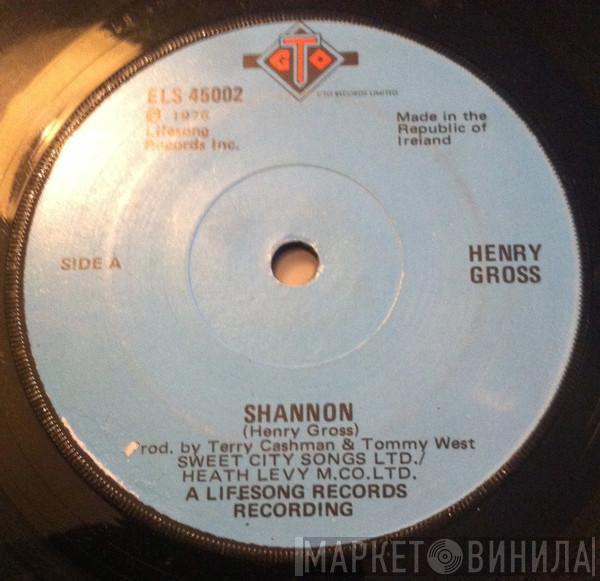 GTO
GTO RECORDS LIMITED
ELS 45002
℗ 1976
Lifesong
Records Inc.
Made in the
Republic of
Ireland
SIDE A
HENRY
GROSS
SHANNON
(Henry Gross)
rod. by Terry Cashman & Tommy West
SWEET CITY SONGS LTD./
HEATH LEVY M.CO.LTD.
A LIFESONG RECORDS
RECORDING
МАРКЕТ ВИНИЛА